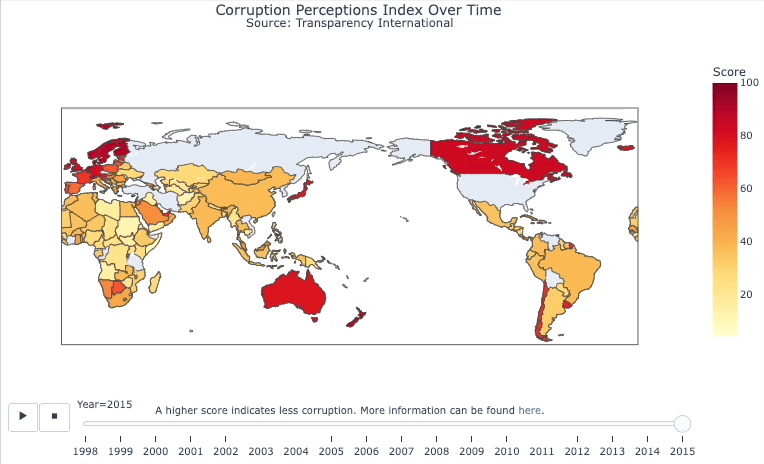 Corruption Perceptions Index Over Time
Source: Transparency International
Score
100
80
60
40
20
Year=2015
A higher score indicates less corruption. More information can be found here.
1998 1999 2000 2001 2002 2003 2004 2005 2006 2007 2008 2009 2010 2011 2012 2013 2014 2015